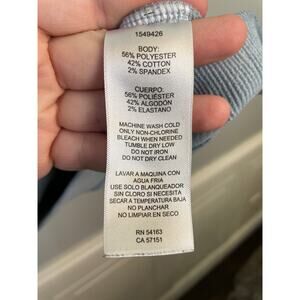 1549426
BODY:
56% POLYESTER
42% COTTON
2% SPANDEX
CUERPO:
56% POLIÉSTER
42% ALGODÓN
2% ELASTANO
MACHINE WASH COLD
ONLY NON-CHLORINE
BLEACH WHEN NEEDED
TUMBLE DRY LOW
DO NOT IRON
DO NOT DRY CLEAN
LAVAR A MAQUINA CON
AGUA FRIA
USE SOLO BLANQUEADOR
SIN CLORO SI ES NECESARIO
SECAR A TEMPERATURA BAJA
NO PLANCHAR
NO LIMPIAR EN SECO
RN 54163
CA 57151